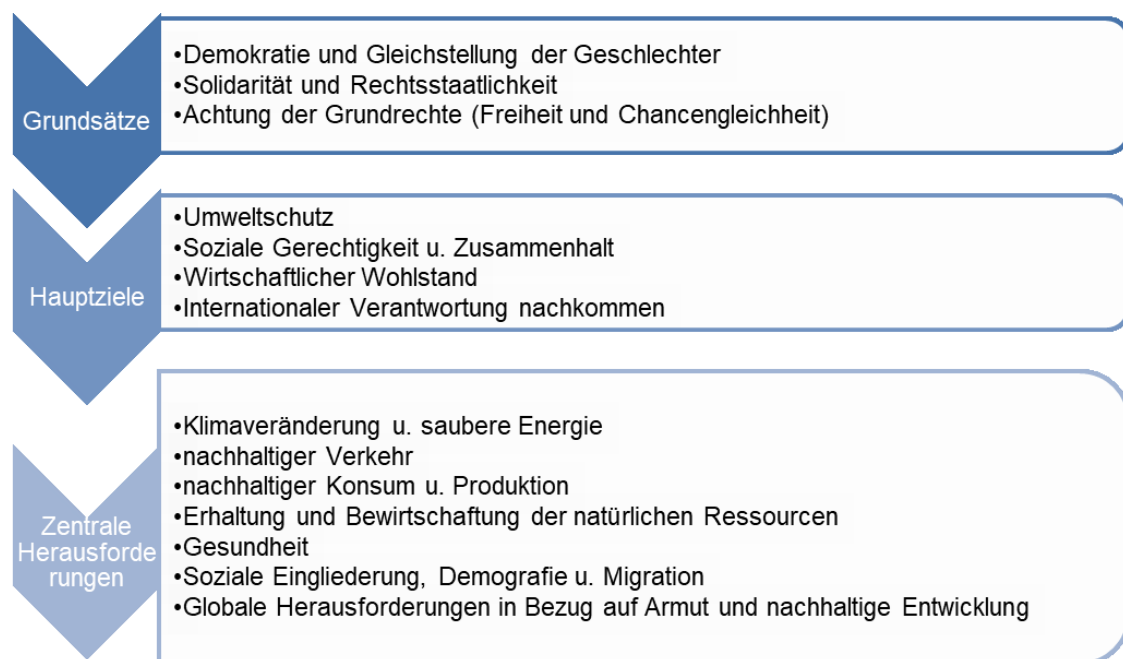 Grundsätze
•Demokratie und Gleichstellung der Geschlechter
•Solidarität und Rechtsstaatlichkeit
•Achtung der Grundrechte (Freiheit und Chancengleichheit)
Hauptziele
•Umweltschutz
•Soziale Gerechtigkeit u. Zusammenhalt
•Wirtschaftlicher Wohlstand
•Internationaler Verantwortung nachkommen
Zentrale
Herausforde
rungen
•Klimaveränderung u. saubere Energie
•nachhaltiger Verkehr
•nachhaltiger Konsum u. Produktion
•Erhaltung und Bewirtschaftung der natürlichen Ressourcen
•Gesundheit
•Soziale Eingliederung, Demografie u. Migration
•Globale Herausforderungen in Bezug auf Armut und nachhaltige Entwicklung